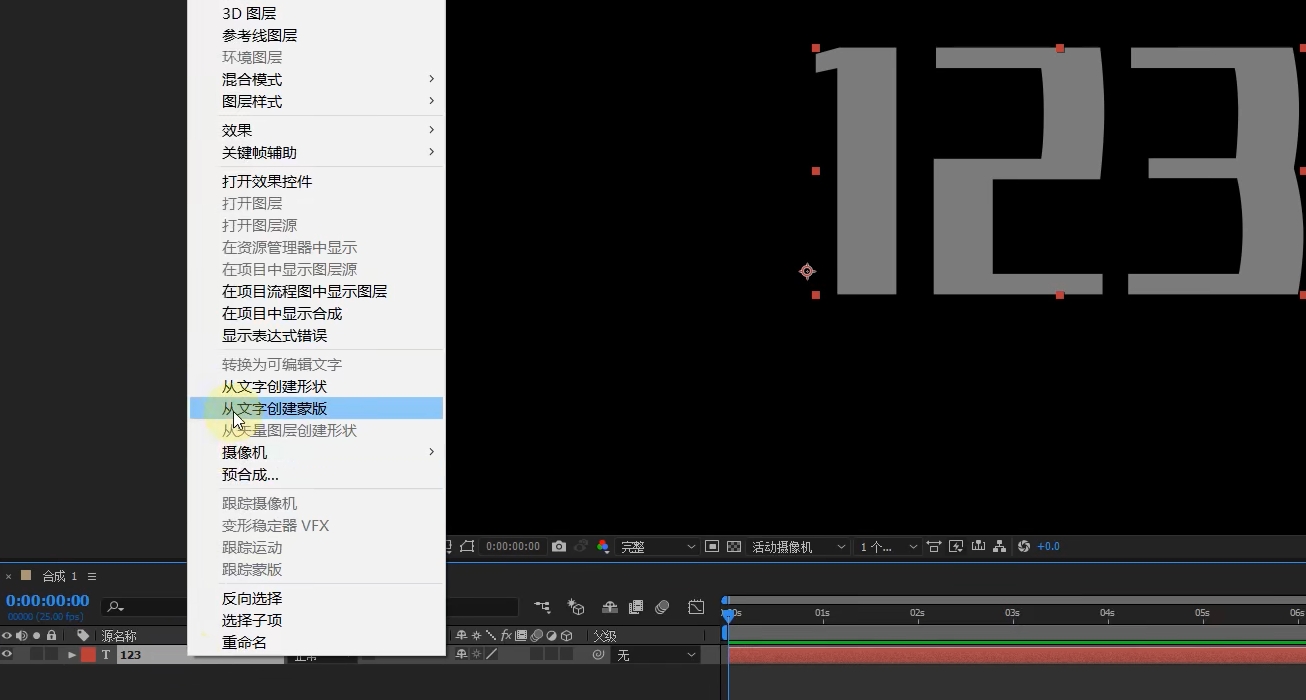 3D 图层
参考线图层
环境图层
混合模式
图层样式
效果
关键帧辅助
打开效果控件
打开图层
打开图层源
在资源管理器中显示
在项目中显示图层源
在项目流程图中显示图层
在项目中显示合成
显示表达式错误
转换为可编辑文字
从文字创建形状
从文字创建蒙版
从矢量图层创建形状
摄像机
预合成...
跟踪摄像机
变形稳定器 VFX
跟踪运动
跟踪蒙版
反向选择
选择子项
重命名
123
0:00:00:00 完整 活动摄像机 1 个... +0.0
合成 1
0:00:00:00
00000 (25.00 fps)
01s 02s 03s 04s 05s 06s
源名称 fx 父级
T 123 正常 无